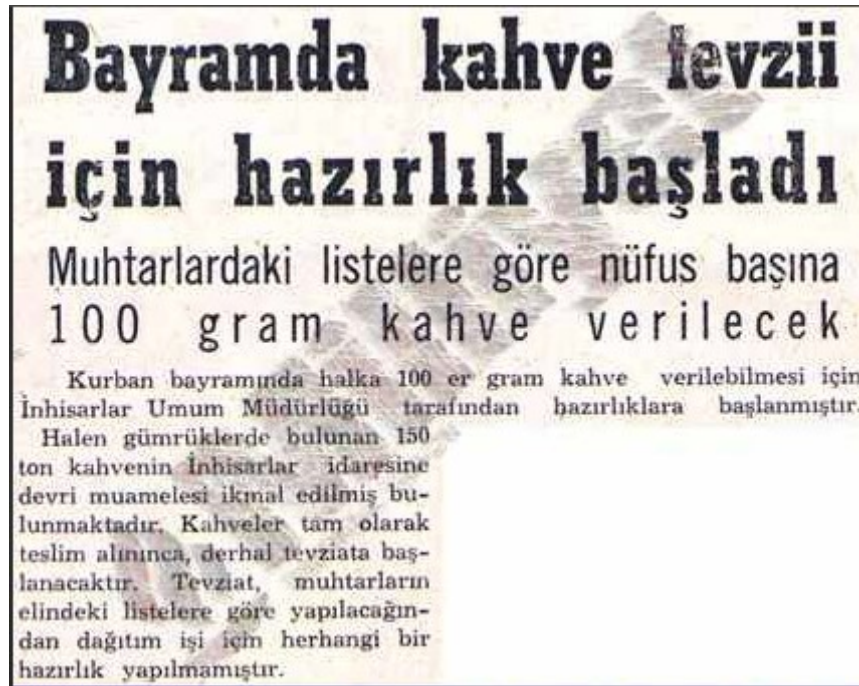 Bayramda kahve tevzii
için hazırlık başladı
Muhtarlardaki listelere göre nüfus başına
100 gram kahve verilecek
Kurban bayramında halka 100 er gram kahve verilebilmesi için
İnhisarlar Umum Müdürlüğü tarafından hazırlıklara başlanmıştır.
Halen gümrüklerde bulunan 150
ton kahvenin İnhisarlar idaresine
devri muamelesi ikmal edilmiş bu-
lunmaktadır. Kahveler tam olarak
teslim alınınca, derhal tevziata baş-
lanacaktır. Tevziat, muhtarların
elindeki listelere göre yapılacağın-
dan dağıtım işi için herhangi bir
hazırlık yapılmamıştır.